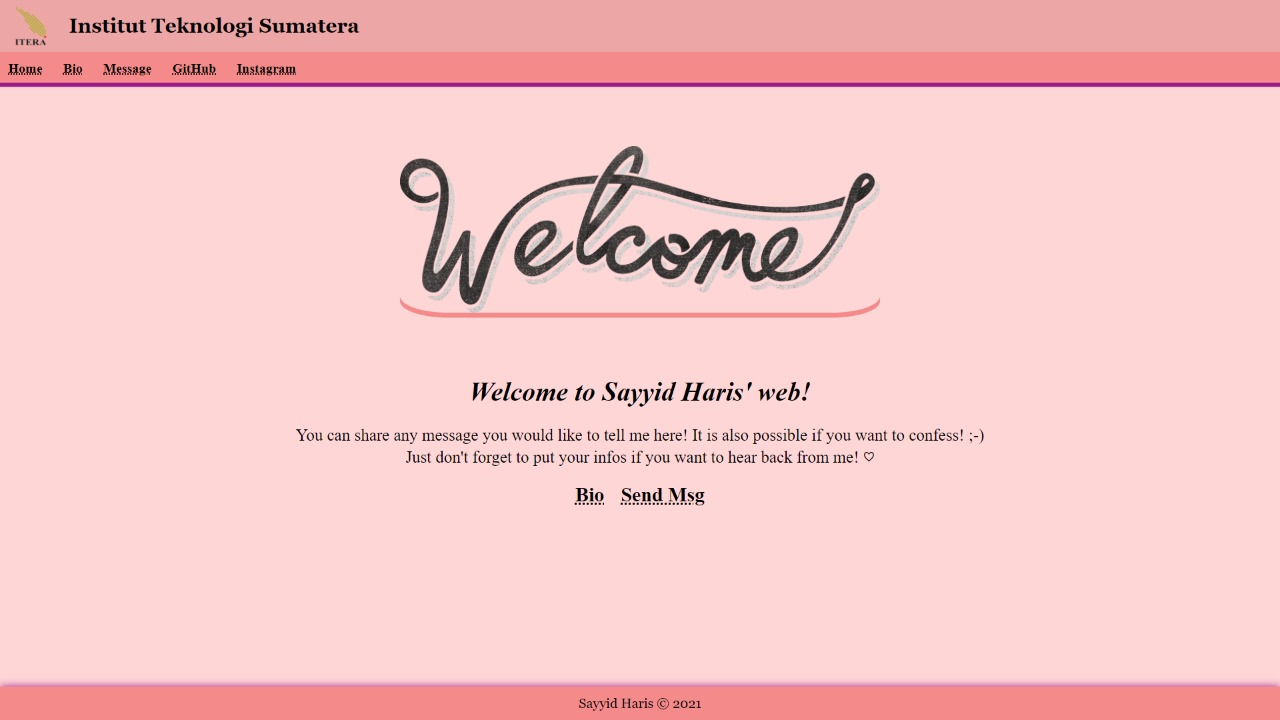 ITERA
Institut Teknologi Sumatera
Home Bio Message GitHub Instagram
Welcome
Welcome to Sayyid Haris' web!
You can share any message you would like to tell me here! It is also possible if you want to confess! ;-)
Just don't forget to put your infos if you want to hear back from me! ♡
Bio Send Msg
Sayyid Haris © 2021